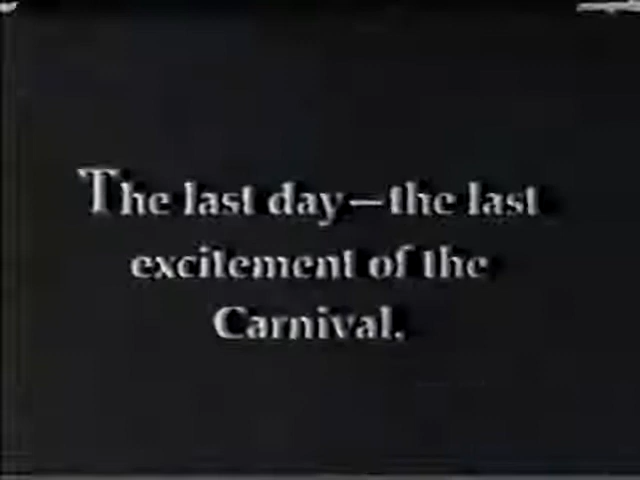 The last day—the last
excitement of the
Carnival.